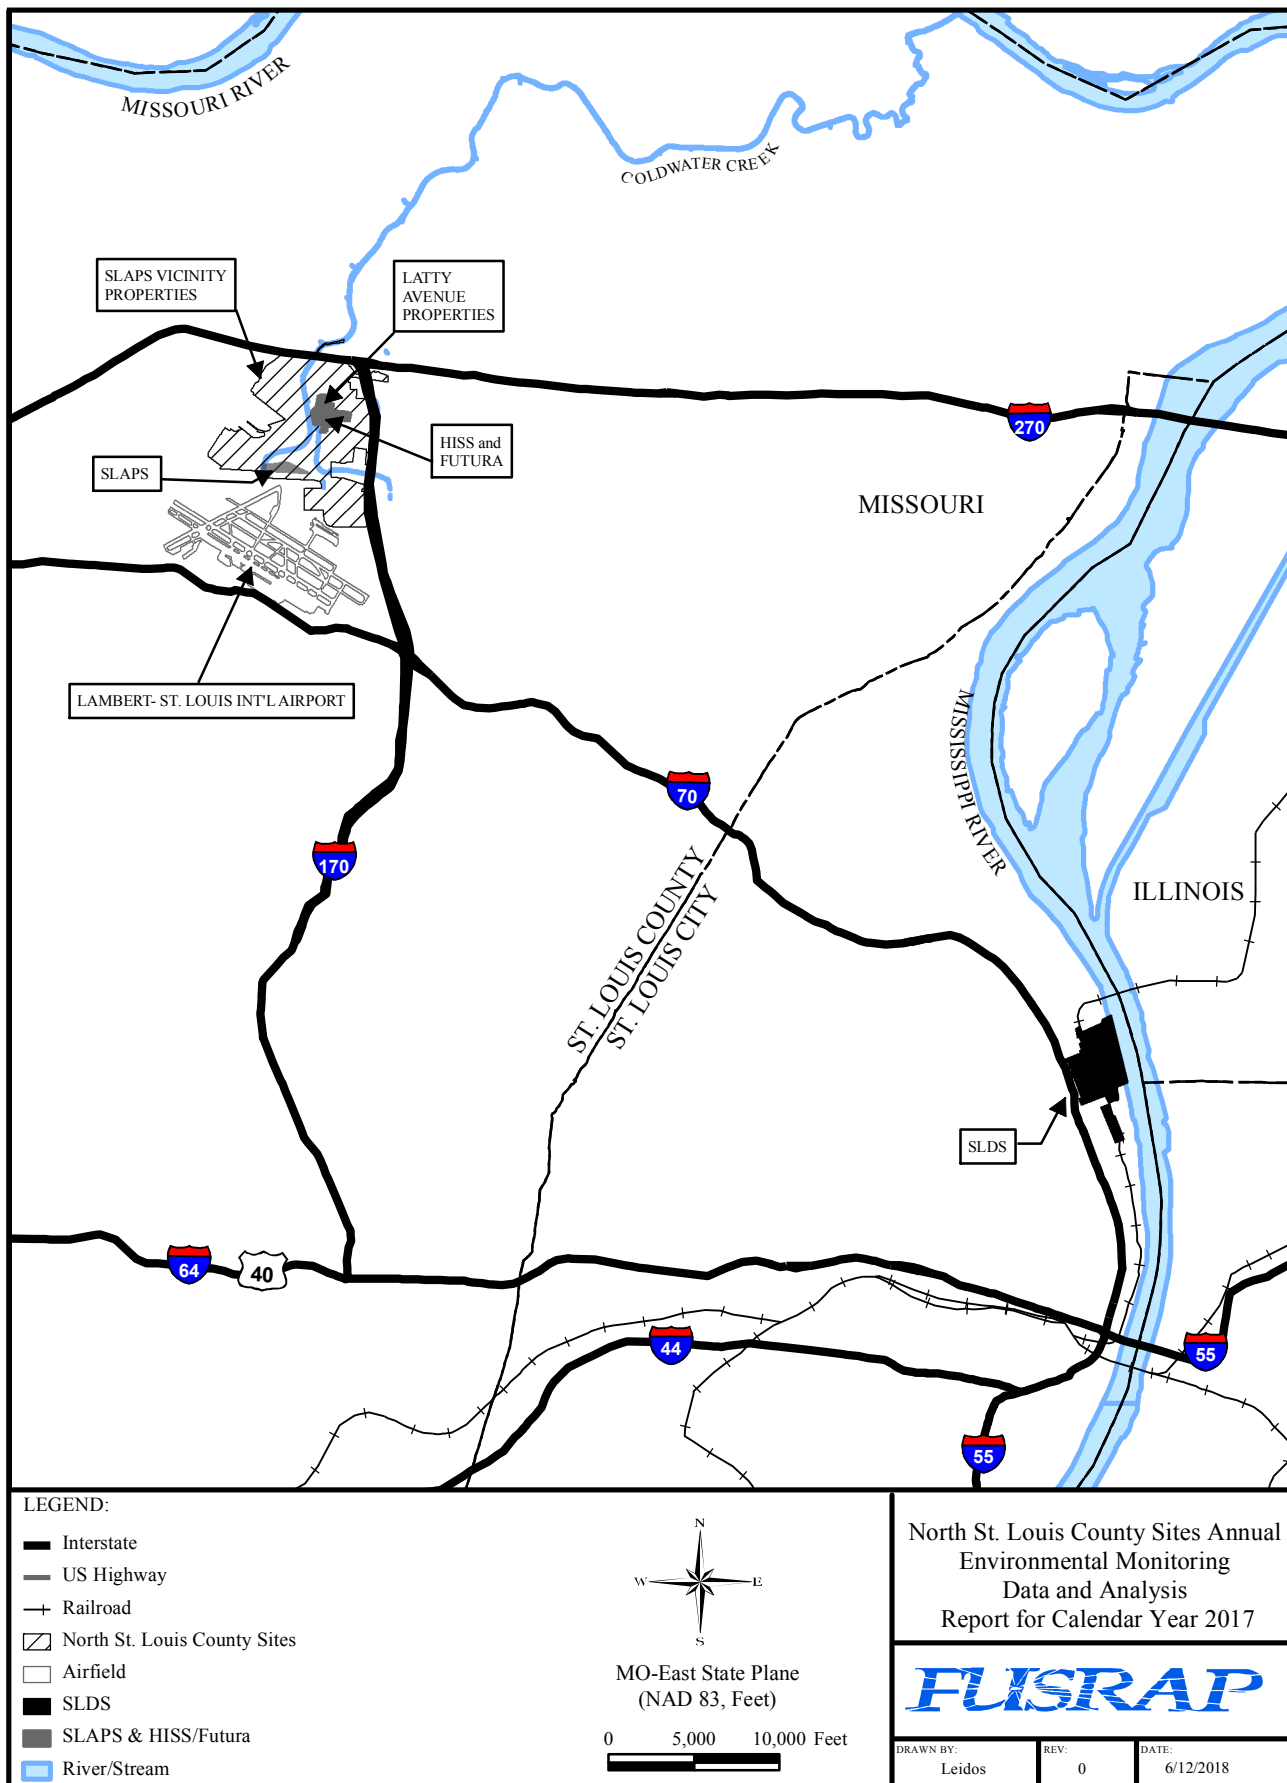 MISSOURI RIVER
COLDWATER CREEK
SLAPS VICINITY
PROPERTIES
LATTY
AVENUE
PROPERTIES
270
HISS and
FUTURA
SLAPS
MISSOURI
LAMBERT- ST. LOUIS INT'L AIRPORT
MISSISSIPPI RIVER
70
170
ILLINOIS
ST. LOUIS COUNTY
ST. LOUIS CITY
SLDS
64
40
44
55
55
LEGEND:
Interstate
US Highway
Railroad
North St. Louis County Sites
Airfield
SLDS
SLAPS & HISS/Futura
River/Stream
N
W
E
S
MO-East State Plane
(NAD 83, Feet)
0 5,000 10,000 Feet
North St. Louis County Sites Annual
Environmental Monitoring
Data and Analysis
Report for Calendar Year 2017
FUSRAP
DRAWN BY:
Leidos
REV:
0
DATE:
6/12/2018